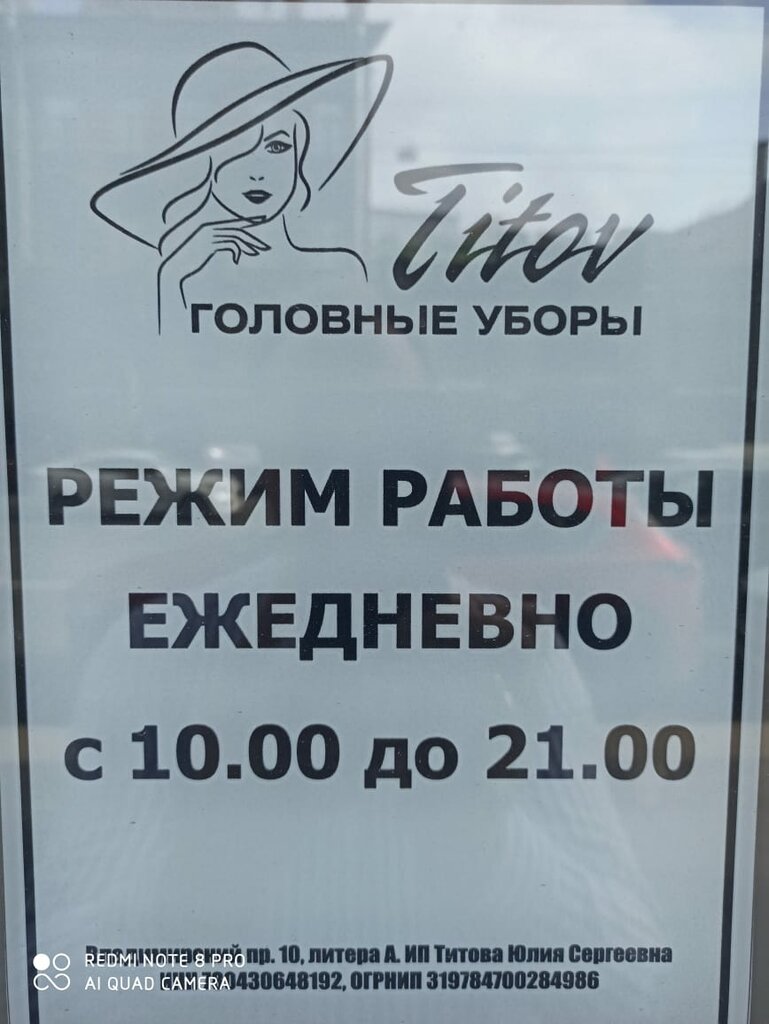 Titov
ГОЛОВНЫЕ УБОРЫ
РЕЖИМ РАБОТЫ
ЕЖЕДНЕВНО
с 10.00 до 21.00
Владимирский пр. 10, литера А. ИП Титова Юлия Сергеевна
ОГРНИП 319784700284986
REDMI NOTE 8 PRO
AI QUAD CAMERA